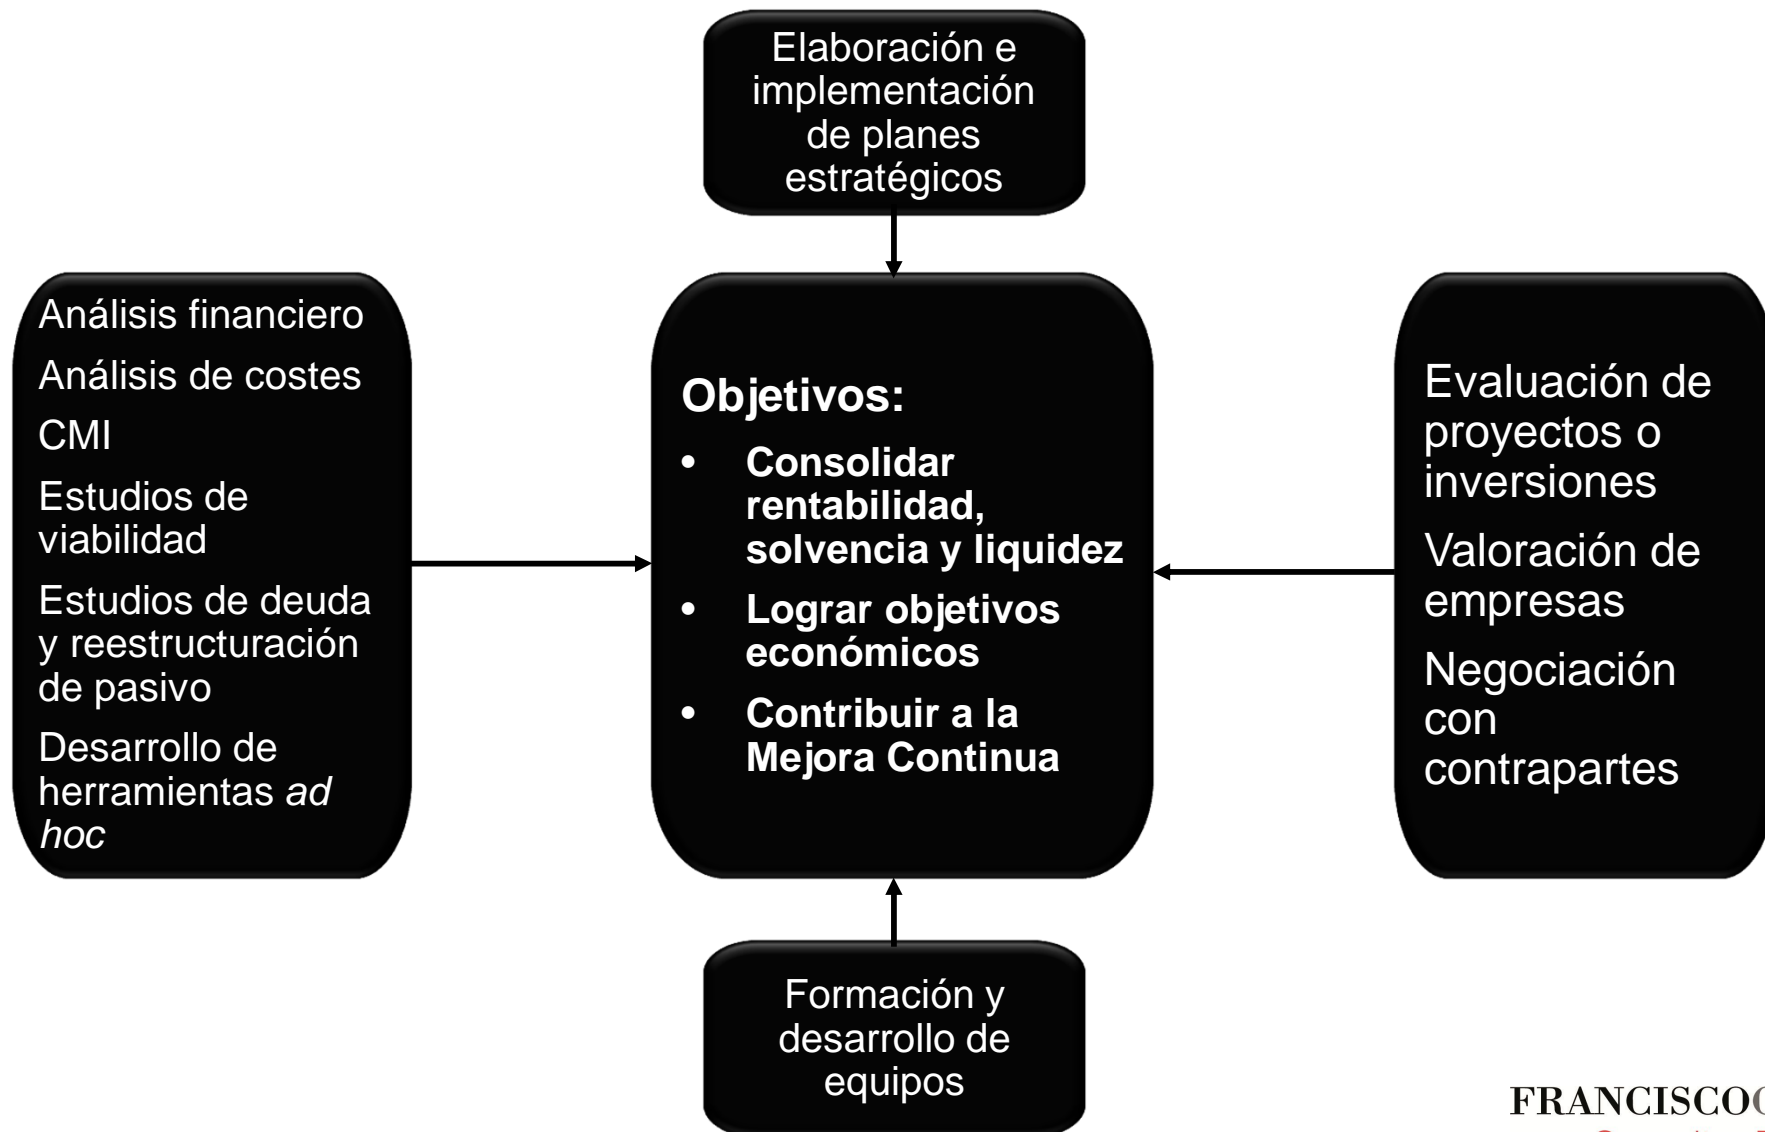 Elaboración e
implementación
de planes
estratégicos
Análisis financiero
Análisis de costes
CMI
Estudios de
viabilidad
Estudios de deuda
y reestructuración
de pasivo
Desarrollo de
herramientas ad
hoc
Objetivos:
• Consolidar
rentabilidad,
solvencia y liquidez
• Lograr objetivos
económicos
• Contribuir a la
Mejora Continua
Evaluación de
proyectos o
inversiones
Valoración de
empresas
Negociación
con
contrapartes
Formación y
desarrollo de
equipos
FRANCISCO